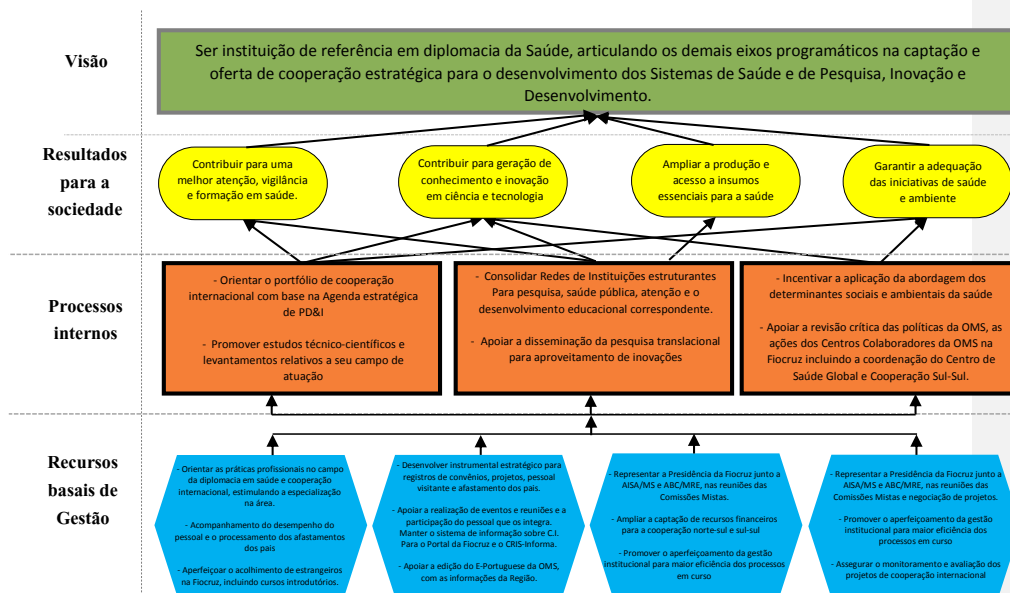 Visão
Ser instituição de referência em diplomacia da Saúde, articulando os demais eixos programáticos na captação e
oferta de cooperação estratégica para o desenvolvimento dos Sistemas de Saúde e de Pesquisa, Inovação e
Desenvolvimento.
Resultados
para a
sociedade
Contribuir para uma
melhor atenção, vigilância
e formação em saúde.
Contribuir para geração de
conhecimento e inovação
em ciência e tecnologia
Ampliar a produção e
acesso a insumos
essenciais para a saúde
Garantir a adequação
das iniciativas de saúde
e ambiente
Processos
internos
- Orientar o portfólio de cooperação
internacional com base na Agenda estratégica
de PD&I
- Promover estudos técnico-científicos e
levantamentos relativos a seu campo de
atuação
- Consolidar Redes de Instituições estruturantes
Para pesquisa, saúde pública, atenção e o
desenvolvimento educacional correspondente.
- Apoiar a disseminação da pesquisa translacional
para aproveitamento de inovações
- Incentivar a aplicação da abordagem dos
determinantes sociais e ambientais da saúde
- Apoiar a revisão crítica das políticas da OMS, as
ações dos Centros Colaboradores da OMS na
Fiocruz incluindo a coordenação do Centro de
Saúde Global e Cooperação Sul-Sul.
Recursos
basais de
Gestão
- Orientar as práticas profissionais no campo
da diplomacia em saúde e cooperação
internacional, estimulando a especialização
na área.
- Acompanhamento do desempenho do
pessoal e o processamento dos afastamentos
dos pais
- Aperfeiçoar o acolhimento de estrangeiros
na Fiocruz, incluindo cursos introdutórios.
- Desenvolver instrumental estratégico para
registros de convênios, projetos, pessoal
visitante e afastamento dos pais.
- Apoiar a realização de eventos e reuniões e a
participação do pessoal que os integra.
Manter o sistema de informação sobre C.I.
Para o Portal da Fiocruz e o CRIS-Informa.
- Apoiar a edição do E-Portuguese da OMS,
com as informações da Região.
- Representar a Presidência da Fiocruz junto a
AISA/MS e ABC/MRE, nas reuniões das
Comissões Mistas.
- Ampliar a captação de recursos financeiros
para a cooperação norte-sul e sul-sul
- Promover o aperfeiçoamento da gestão
institucional para maior eficiência dos processos
em curso
- Representar a Presidência da Fiocruz junto a
AISA/MS e ABC/MRE, nas reuniões das
Comissões Mistas e negociação de projetos.
- Promover o aperfeiçoamento da gestão
institucional para maior eficiência dos
processos em curso
- Assegurar o monitoramento e avaliação dos
projetos de cooperação internacional